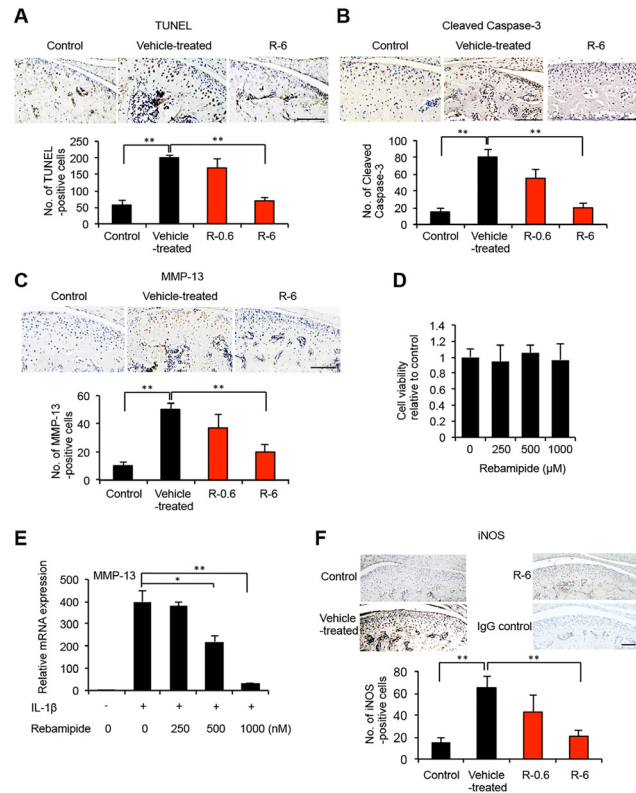 A
TUNEL
Control Vehicle-treated R-6
** **
No. of TUNEL
-positive cells
250
200
150
100
50
0
Control Vehicle
-treated R-0.6 R-6
B
Cleaved Caspase-3
Control Vehicle-treated R-6
** **
No. of Cleaved
Caspase-3
100
80
60
40
20
0
Control Vehicle
-treated R-0.6 R-6
C
MMP-13
Control Vehicle-treated R-6
** **
No. of MMP-13
-positive cells
60
40
20
0
Control Vehicle
-treated R-0.6 R-6
D
Cell viability
relative to control
1.4
1.2
1
0.8
0.6
0.4
0.2
0
0 250 500 1000
Rebamipide (μM)
E
MMP-13
**
*
Relative mRNA expression
500
400
300
200
100
0
IL-1β - + + + +
Rebamipide 0 0 250 500 1000 (nM)
F
iNOS
Control
R-6
Vehicle
-treated
IgG control
** **
No. of iNOS
-positive cells
80
60
40
20
0
Control Vehicle
-treated R-0.6 R-6